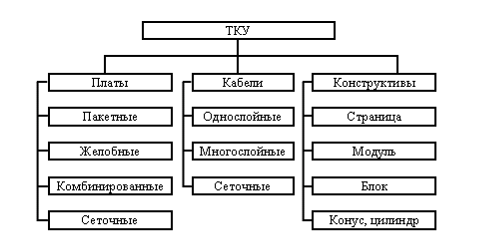 ТКУ
Платы
Пакетные
Желобные
Комбинированные
Сеточные
Кабели
Однослойные
Многослойные
Сеточные
Конструктивы
Страница
Модуль
Блок
Конус, цилиндр